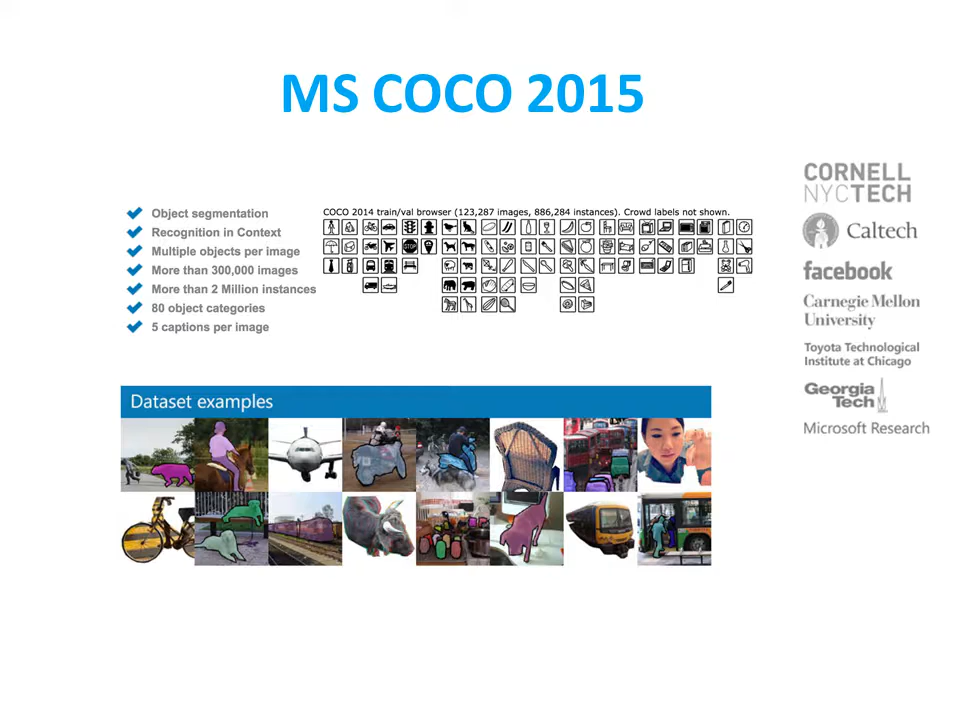 MS COCO 2015
Object segmentation
Recognition in Context
Multiple objects per image
More than 300,000 images
More than 2 Million instances
80 object categories
5 captions per image
COCO 2014 train/val browser (123,287 images, 886,284 instances). Crowd labels not shown.
STOP
CORNELL
NYCTECH
Caltech
facebook
Carnegie Mellon
University
Toyota Technological
Institute at Chicago
Georgia
Tech
Microsoft Research
Dataset examples